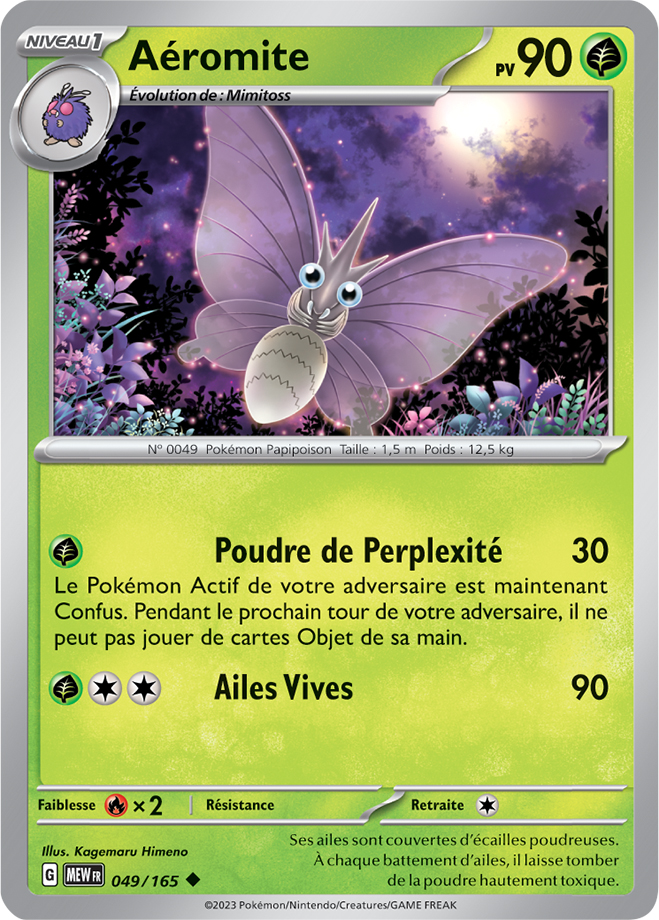 NIVEAU 1
Aéromite
PV 90
Évolution de : Mimitoss
N° 0049 Pokémon Papipoison Taille : 1,5 m Poids : 12,5 kg
Poudre de Perplexité 30
Le Pokémon Actif de votre adversaire est maintenant
Confus. Pendant le prochain tour de votre adversaire, il ne
peut pas jouer de cartes Objet de sa main.
Ailes Vives 90
Faiblesse ×2 Résistance Retraite
Illus. Kagemaru Himeno
G MEW FR 049/165
Ses ailes sont couvertes d'écailles poudreuses.
À chaque battement d'ailes, il laisse tomber
de la poudre hautement toxique.
©2023 Pokémon/Nintendo/Creatures/GAME FREAK